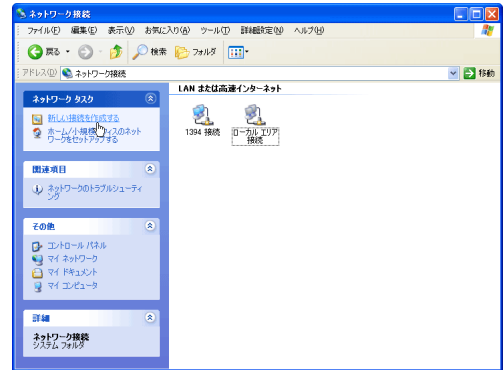 ネットワーク接続
ファイル(F) 編集(E) 表示(V) お気に入り(A) ツール(T) 詳細設定(N) ヘルプ(H)
戻る 検索 フォルダ
アドレス(D) ネットワーク接続 移動
ネットワーク タスク
新しい接続を作成する
ホーム/小規模 ィスのネット
ワークをセットアップする
関連項目
ネットワークのトラブルシューティ
ング
その他
コントロール パネル
マイ ネットワーク
マイ ドキュメント
マイ コンピュータ
詳細
ネットワーク接続
システム フォルダ
LAN または高速インターネット
1394 接続
ローカル エリア
接続